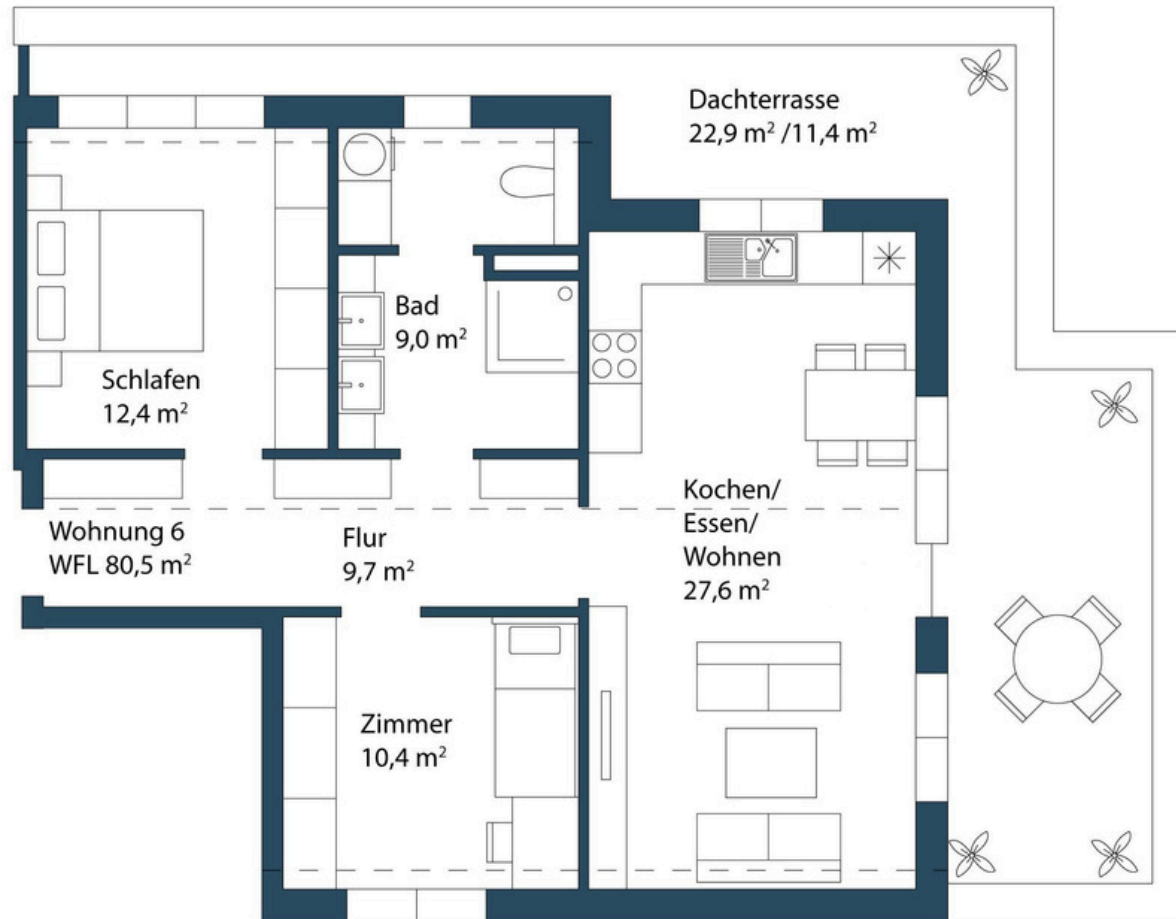 Dachterrasse
22,9 m² /11,4 m²
Bad
9,0 m²
Schlafen
12,4 m²
Kochen/
Essen/
Wohnen
27,6 m²
Wohnung 6
WFL 80,5 m²
Flur
9,7 m²
Zimmer
10,4 m²